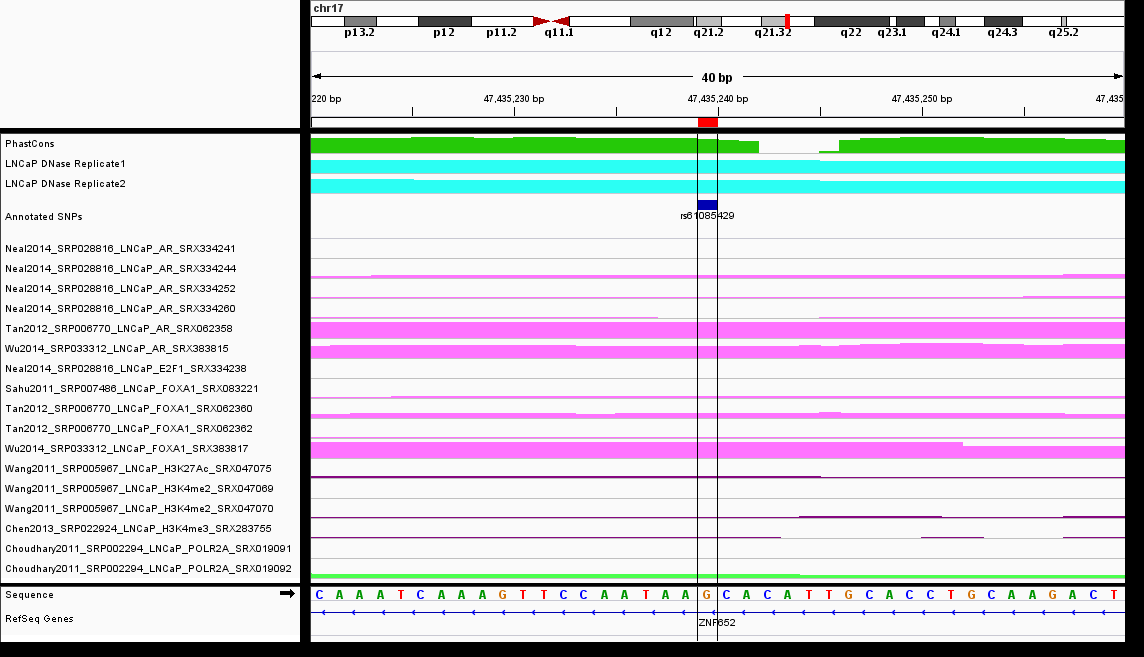 chr17
p13.2 p12 p11.2 q11.1 q12 q21.2 q21.32 q22 q23.1 q24.1 q24.3 q25.2
40 bp
220 bp 47,435,230 bp 47,435,240 bp 47,435,250 bp 47,435
PhastCons
LNCaP DNase Replicate1
LNCaP DNase Replicate2
Annotated SNPs
rs61085429
Neal2014_SRP028816_LNCaP_AR_SRX334241
Neal2014_SRP028816_LNCaP_AR_SRX334244
Neal2014_SRP028816_LNCaP_AR_SRX334252
Neal2014_SRP028816_LNCaP_AR_SRX334260
Tan2012_SRP006770_LNCaP_AR_SRX062358
Wu2014_SRP033312_LNCaP_AR_SRX383815
Neal2014_SRP028816_LNCaP_E2F1_SRX334238
Sahu2011_SRP007486_LNCaP_FOXA1_SRX083221
Tan2012_SRP006770_LNCaP_FOXA1_SRX062360
Tan2012_SRP006770_LNCaP_FOXA1_SRX062362
Wu2014_SRP033312_LNCaP_FOXA1_SRX383817
Wang2011_SRP005967_LNCaP_H3K27Ac_SRX047075
Wang2011_SRP005967_LNCaP_H3K4me2_SRX047069
Wang2011_SRP005967_LNCaP_H3K4me2_SRX047070
Chen2013_SRP022924_LNCaP_H3K4me3_SRX283755
Choudhary2011_SRP002294_LNCaP_POLR2A_SRX019091
Choudhary2011_SRP002294_LNCaP_POLR2A_SRX019092
Sequence C A A A T C A A A G T T C C A A T A A G C A C A T T G C A C C T G C A A G A C T
RefSeq Genes
ZNF652